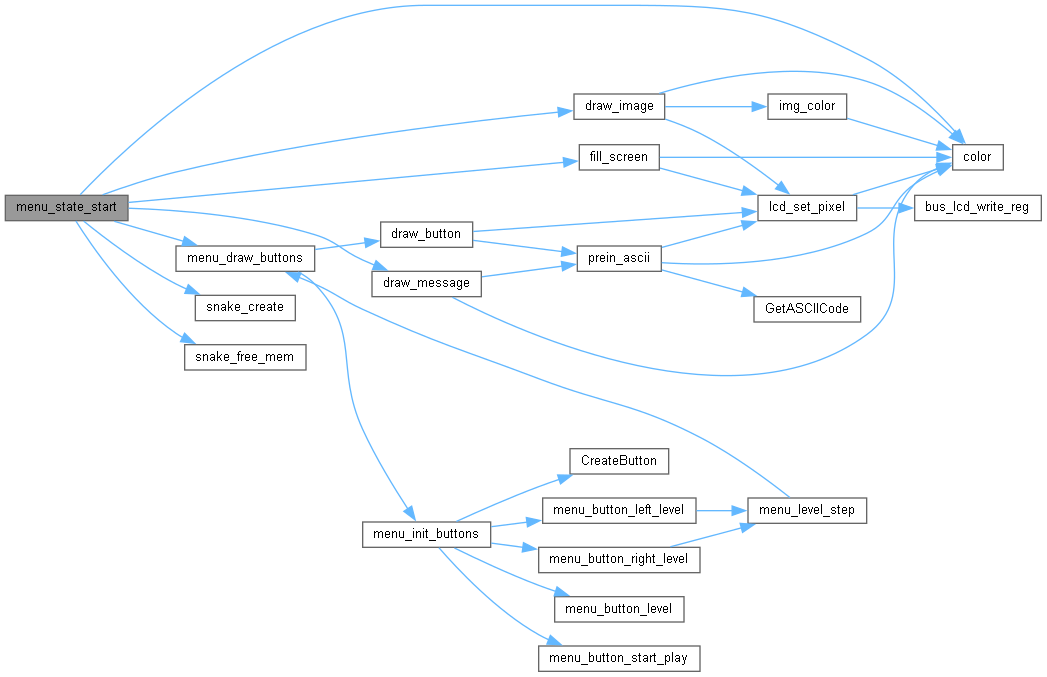 menu_state_start
draw_image
img_color
fill_screen
color
lcd_set_pixel
bus_lcd_write_reg
draw_button
menu_draw_buttons
prein_ascii
draw_message
snake_create
GetASCIICode
snake_free_mem
CreateButton
menu_button_left_level
menu_level_step
menu_init_buttons
menu_button_right_level
menu_button_level
menu_button_start_play